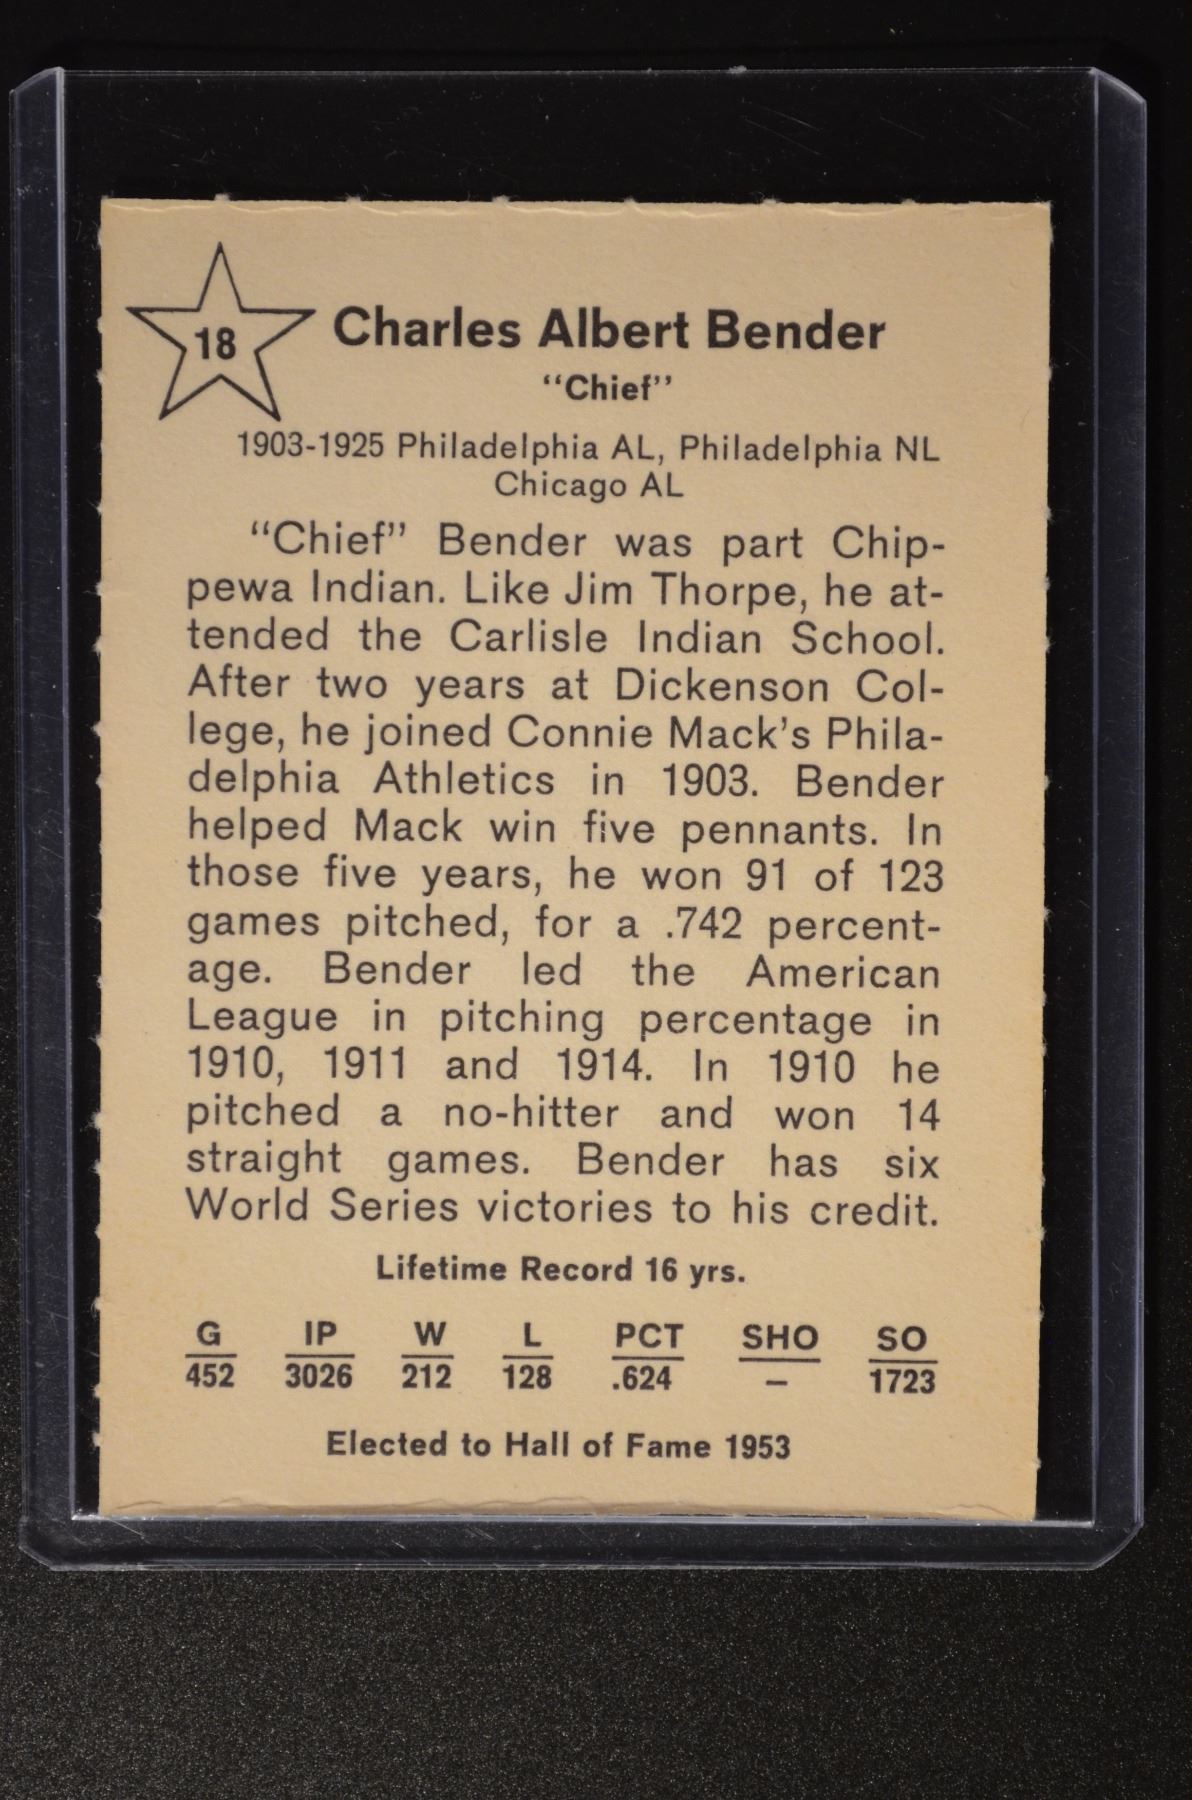 18
Charles Albert Bender
“Chief”
1903-1925 Philadelphia AL, Philadelphia NL
Chicago AL
“Chief” Bender was part Chip-
pewa Indian. Like Jim Thorpe, he at-
tended the Carlisle Indian School.
After two years at Dickenson Col-
lege, he joined Connie Mack’s Phila-
delphia Athletics in 1903. Bender
helped Mack win five pennants. In
those five years, he won 91 of 123
games pitched, for a .742 percent-
age. Bender led the American
League in pitching percentage in
1910, 1911 and 1914. In 1910 he
pitched a no-hitter and won 14
straight games. Bender has six
World Series victories to his credit.
Lifetime Record 16 yrs.
G IP W L PCT SHO SO
452 3026 212 128 .624 – 1723
Elected to Hall of Fame 1953